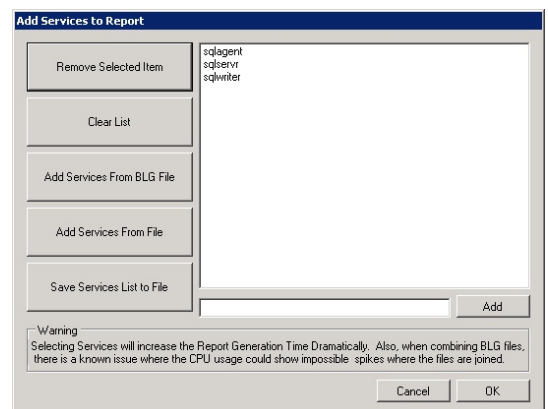 Add Services to Report
Remove Selected Item
Clear List
Add Services From BLG File
Add Services From File
Save Services List to File
sqlagent
sqlservr
sqlwriter
Add
Warning
Selecting Services will increase the Report Generation Time Dramatically. Also, when combining BLG files,
there is a known issue where the CPU usage could show impossible spikes where the files are joined.
Cancel
OK